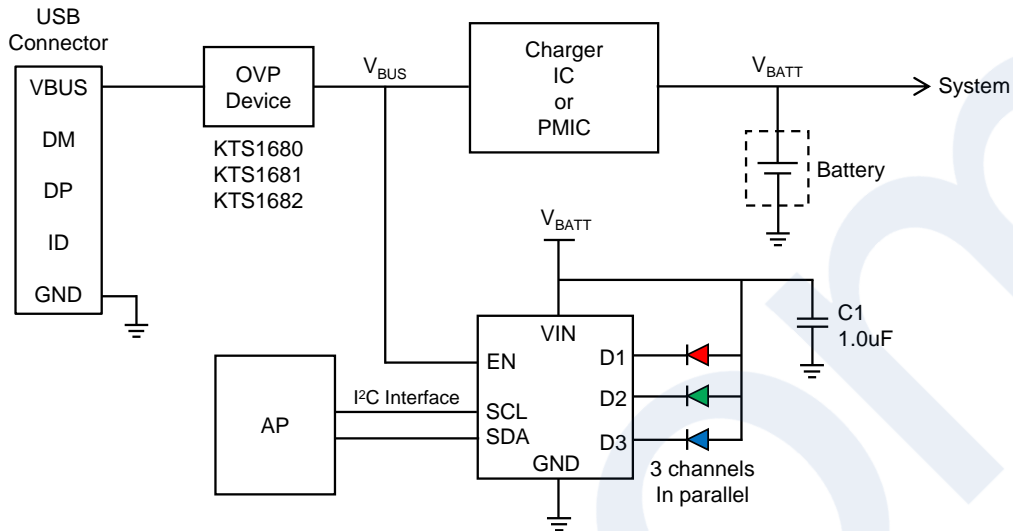 USB
Connector
VBUS
DM
DP
ID
GND
OVP
Device
KTS1680
KTS1681
KTS1682
VBUS
Charger
IC
or
PMIC
VBATT
System
Battery
VBATT
C1
1.0uF
AP
I²C Interface
VIN
EN
SCL
SDA
GND
D1
D2
D3
3 channels
In parallel